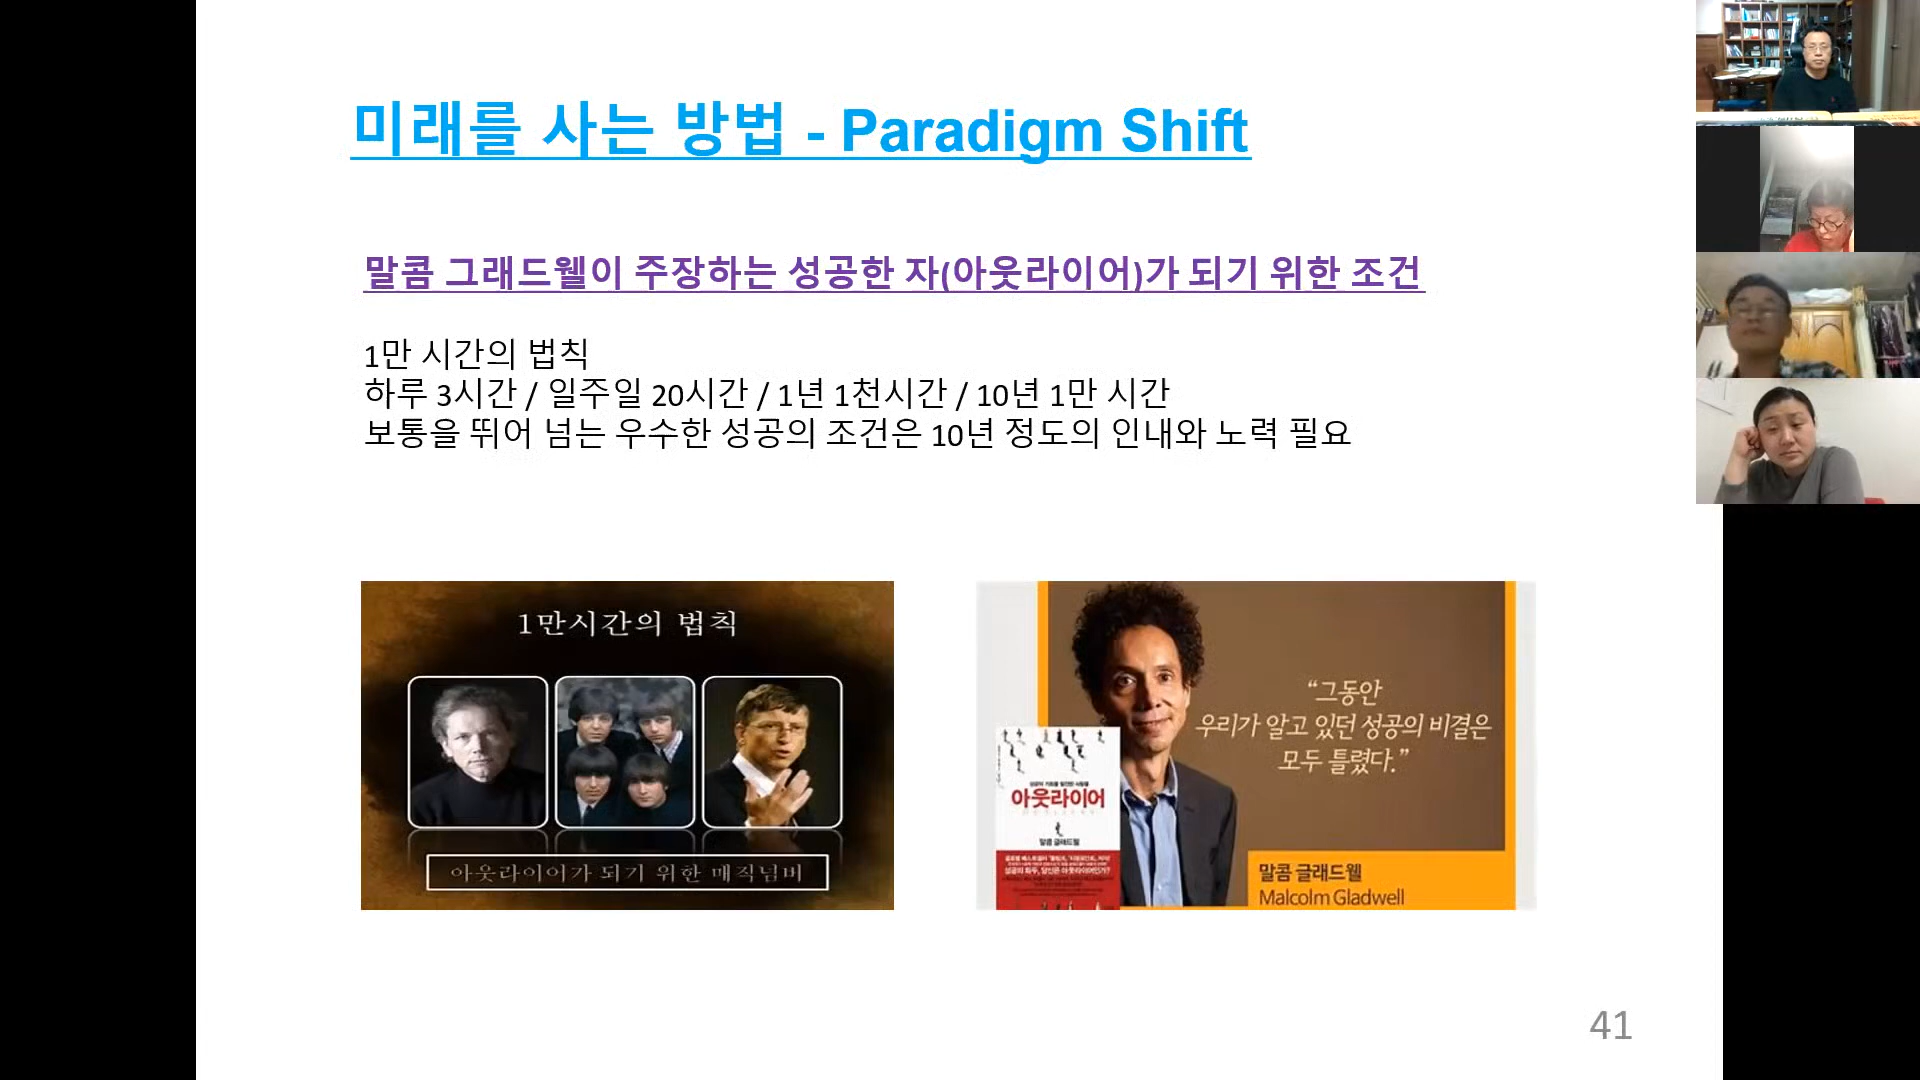 미래를 사는 방법 - Paradigm Shift
말콤 그래드웰이 주장하는 성공한 자(아웃라이어)가 되기 위한 조건
1만 시간의 법칙
하루 3시간 / 일주일 20시간 / 1년 1천시간 / 10년 1만 시간
보통을 뛰어 넘는 우수한 성공의 조건은 10년 정도의 인내와 노력 필요
1만시간의 법칙
아웃라이어가 되기 위한 매직넘버
“그동안
우리가 알고 있던 성공의 비결은
모두 틀렸다.”
아웃라이어
말콤 글래드웰
말콤 글래드웰
Malcolm Gladwell
41